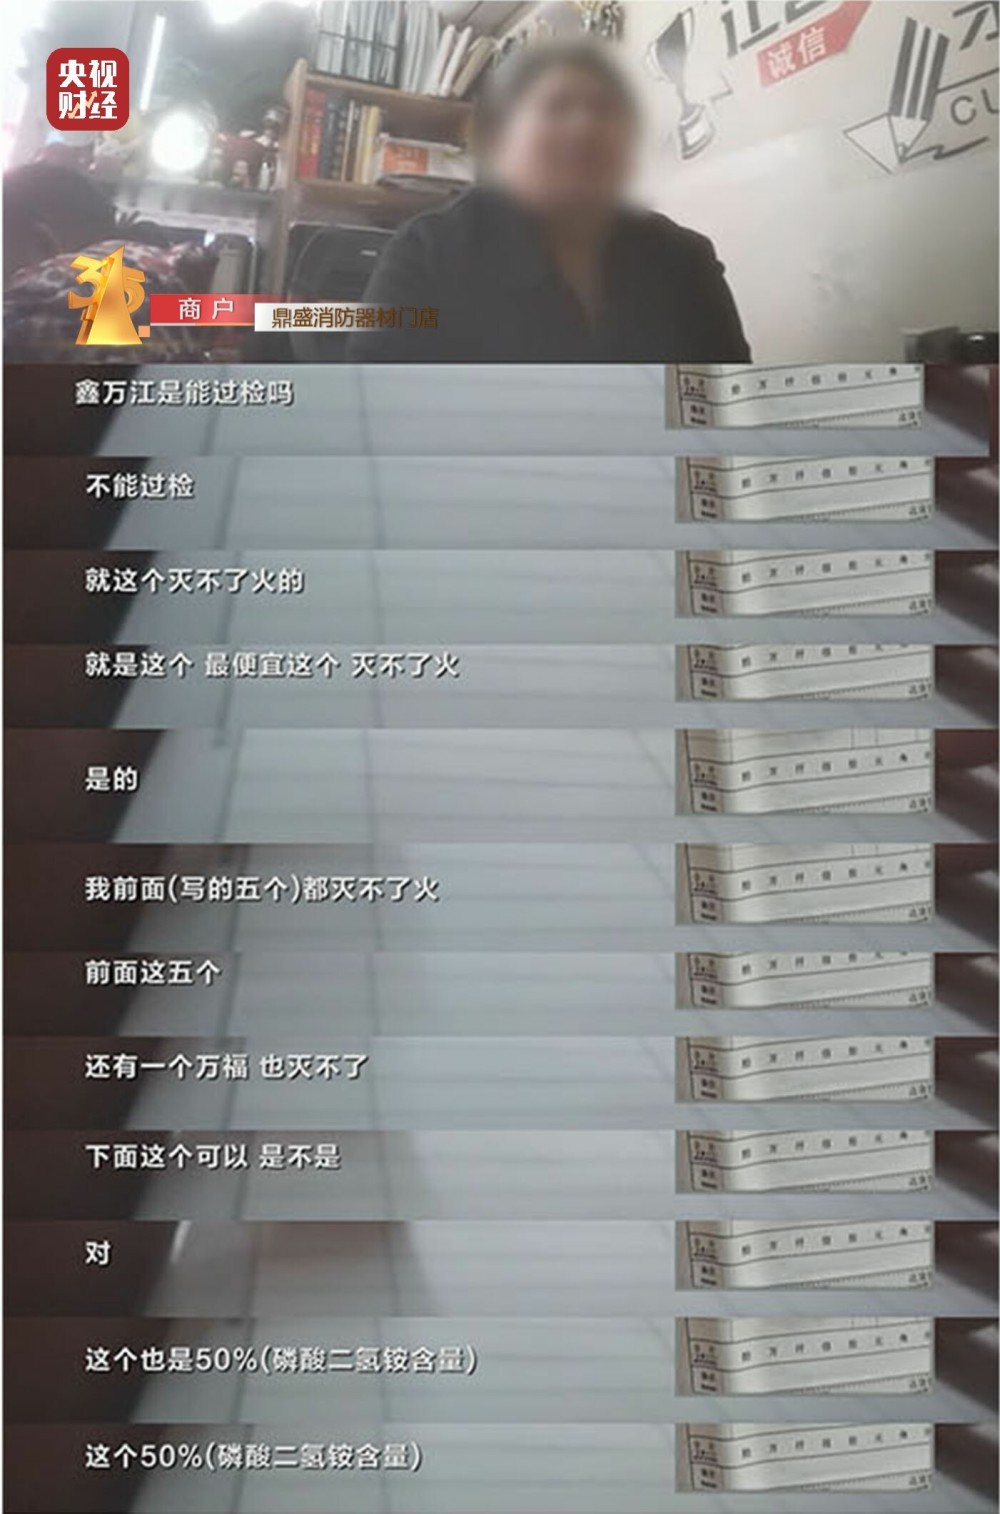 央视
财经
诚信
CU
315
商户
鼎盛消防器材门店
鑫万江是能过检吗
不能过检
就这个灭不了火的
就是这个 最便宜这个 灭不了火
是的
我前面(写的五个)都灭不了火
前面这五个
还有一个万福 也灭不了
下面这个可以 是不是
对
这个也是50%(磷酸二氢铵含量)
这个50%(磷酸二氢铵含量)